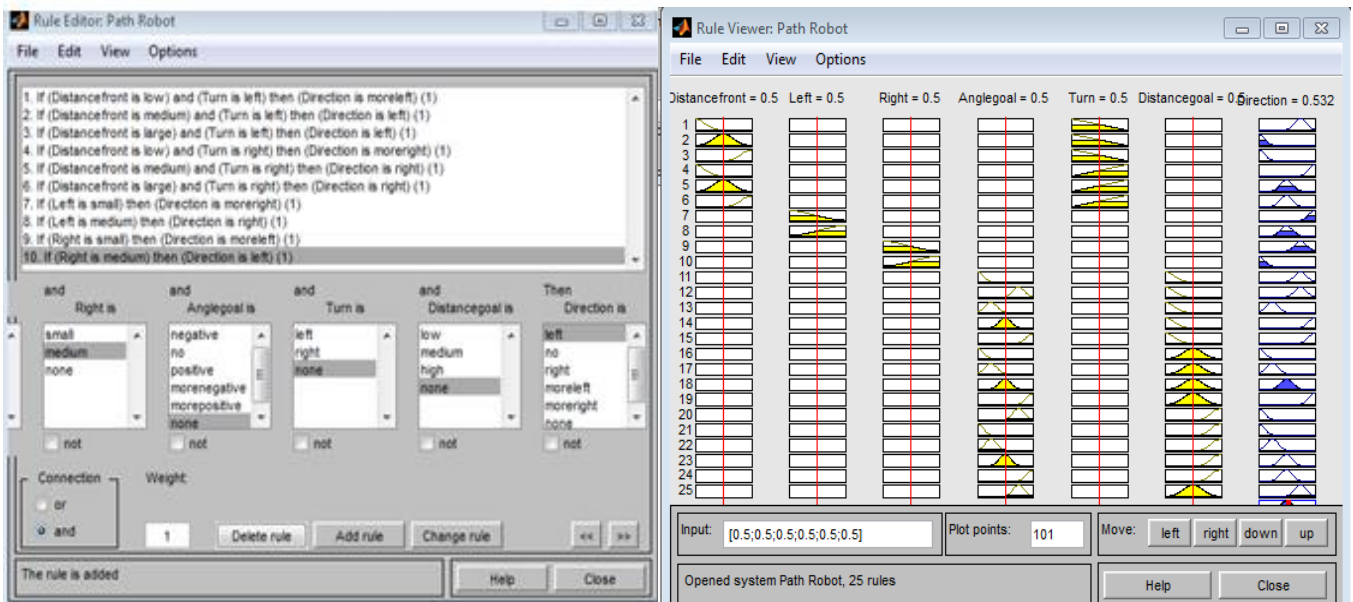 Rule Editor: Path Robot
File Edit View Options
1. If (Distancefront is low) and (Turn is left) then (Direction is moreleft) (1)
2. If (Distancefront is medium) and (Turn is left) then (Direction is left) (1)
3. If (Distancefront is large) and (Turn is left) then (Direction is left) (1)
4. If (Distancefront is low) and (Turn is right) then (Direction is moreright) (1)
5. If (Distancefront is medium) and (Turn is right) then (Direction is right) (1)
6. If (Distancefront is large) and (Turn is right) then (Direction is right) (1)
7. If (Left is small) then (Direction is moreright) (1)
8. If (Left is medium) then (Direction is right) (1)
9. If (Right is small) then (Direction is moreleft) (1)
10. If (Right is medium) then (Direction is left) (1)
and and and and Then
Right is Anglegoal is Turn is Distancegoal is Direction is
small negative left low left
medium no right medium no
none positive none high right
morenegative none moreleft
morepositive moreright
none none
not not not not not
Connection Weight:
or
and 1 Delete rule Add rule Change rule << >>
The rule is added Help Close
Rule Viewer: Path Robot
File Edit View Options
Distancefront = 0.5 Left = 0.5 Right = 0.5 Anglegoal = 0.5 Turn = 0.5 Distancegoal = 0.5 Direction = 0.532
1
2
3
4
5
6
7
8
9
10
11
12
13
14
15
16
17
18
19
20
21
22
23
24
25
Input: [0.5;0.5;0.5;0.5;0.5;0.5] Plot points: 101 Move: left right down up
Opened system Path Robot, 25 rules Help Close